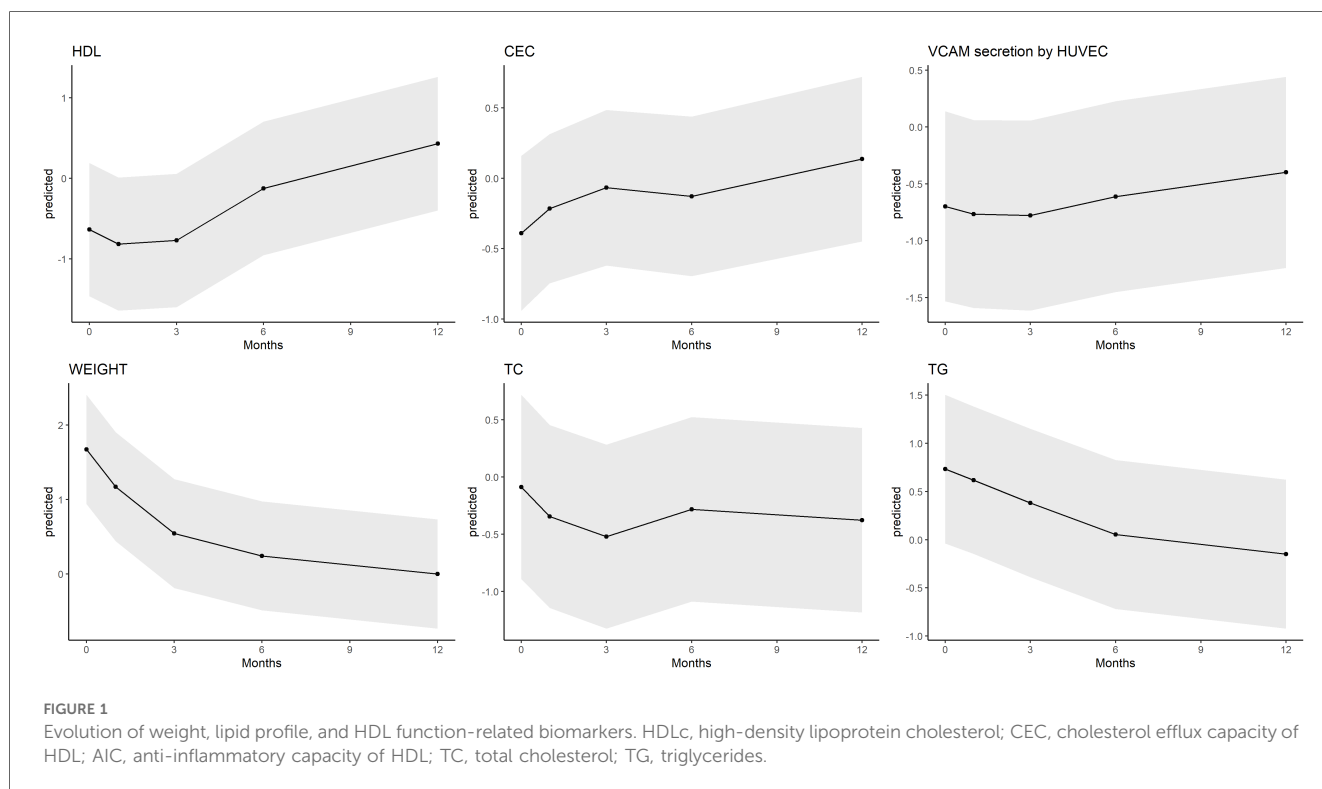 HDL
1
0
-1
predicted
0
3
6
9
12
Months
CEC
0.5
0.0
-0.5
-1.0
predicted
0
3
6
9
12
Months
VCAM secretion by HUVEC
0.5
0.0
-0.5
-1.0
-1.5
predicted
0
3
6
9
12
Months
WEIGHT
2
1
0
predicted
0
3
6
9
12
Months
TC
0.5
0.0
-0.5
-1.0
predicted
0
3
6
9
12
Months
TG
1.5
1.0
0.5
0.0
-0.5
-1.0
predicted
0
3
6
9
12
Months
FIGURE 1
Evolution of weight, lipid profile, and HDL function-related biomarkers. HDLc, high-density lipoprotein cholesterol; CEC, cholesterol efflux capacity of
HDL; AIC, anti-inflammatory capacity of HDL; TC, total cholesterol; TG, triglycerides.